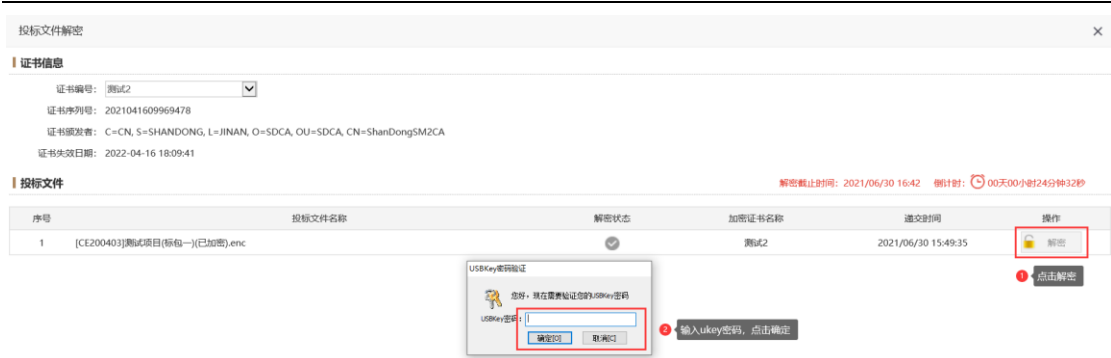 投标文件解密
证书信息
证书编号： 测试2
证书序列号： 2021041609969478
证书颁发者： C=CN, S=SHANDONG, L=JINAN, O=SDCA, OU=SDCA, CN=ShanDongSM2CA
证书失效日期： 2022-04-16 18:09:41
投标文件 解密截止时间：2021/06/30 16:42 倒计时： 00天00小时24分钟32秒
序号 投标文件名称 解密状态 加密证书名称 递交时间 操作
1 [CE200403]测试项目(标包一)(已加密).enc 测试2 2021/06/30 15:49:35 解密
1 点击解密
USBKey密码验证
您好，现在需要验证您的USBKey密码
USBKey密码：
确定[O] 取消[C]
2 输入ukey密码，点击确定